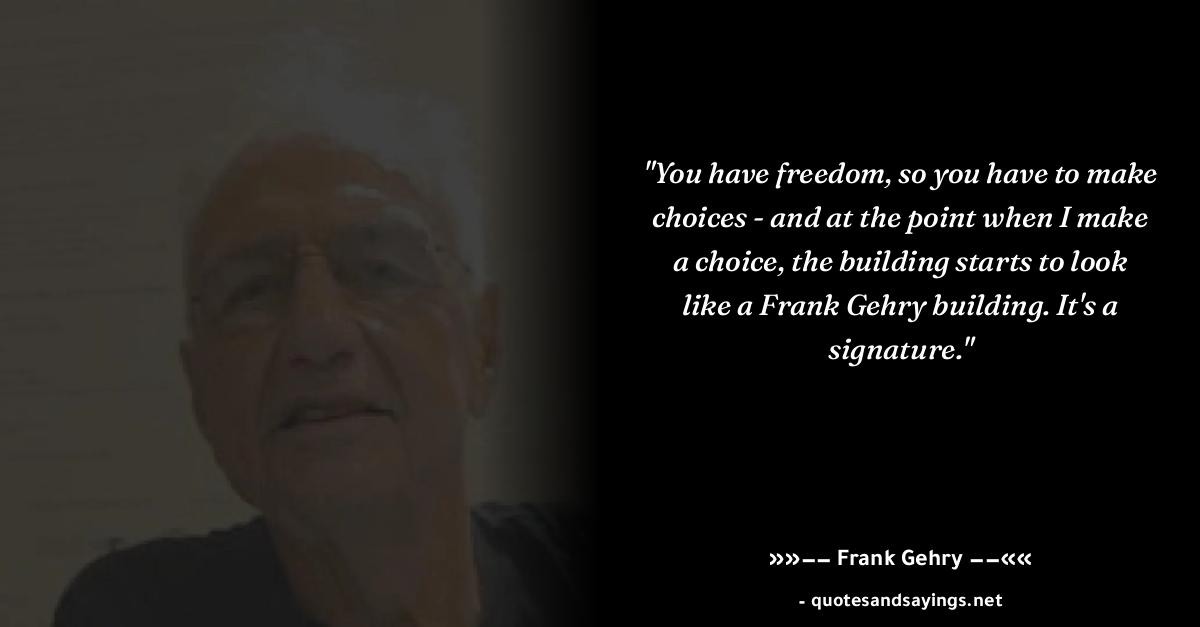 "You have freedom, so you have to make
choices - and at the point when I make
a choice, the building starts to look
like a Frank Gehry building. It's a
signature."
»»−− Frank Gehry −−««
- quotesandsayings.net